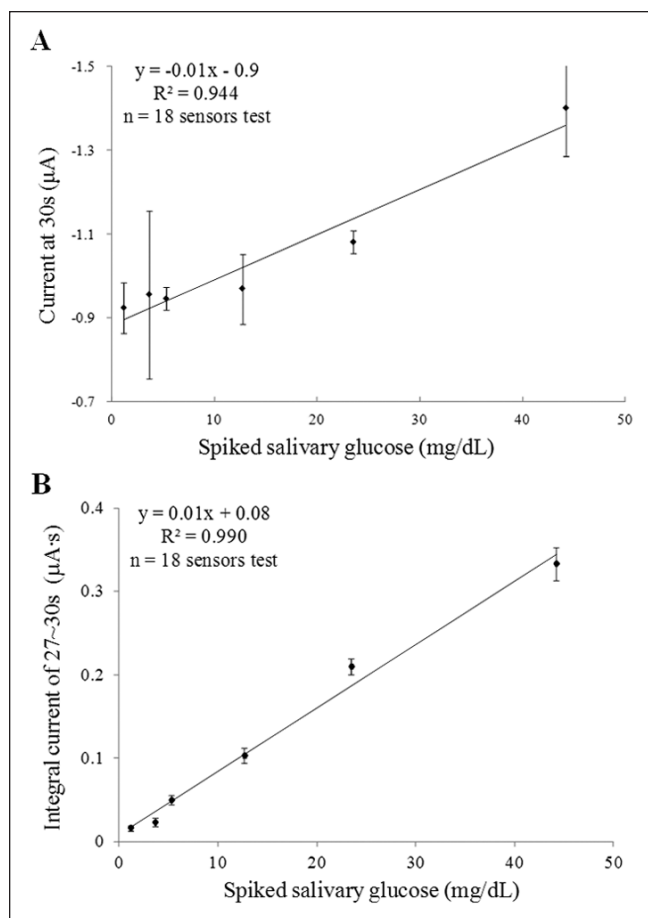 A
y = -0.01x - 0.9
R² = 0.944
n = 18 sensors test
Current at 30s (µA)
-1.5
-1.3
-1.1
-0.9
-0.7
0
10
20
30
40
50
Spiked salivary glucose (mg/dL)
B
y = 0.01x + 0.08
R² = 0.990
n = 18 sensors test
Integral current of 27~30s (µA·s)
0.4
0.3
0.2
0.1
0
0
10
20
30
40
50
Spiked salivary glucose (mg/dL)